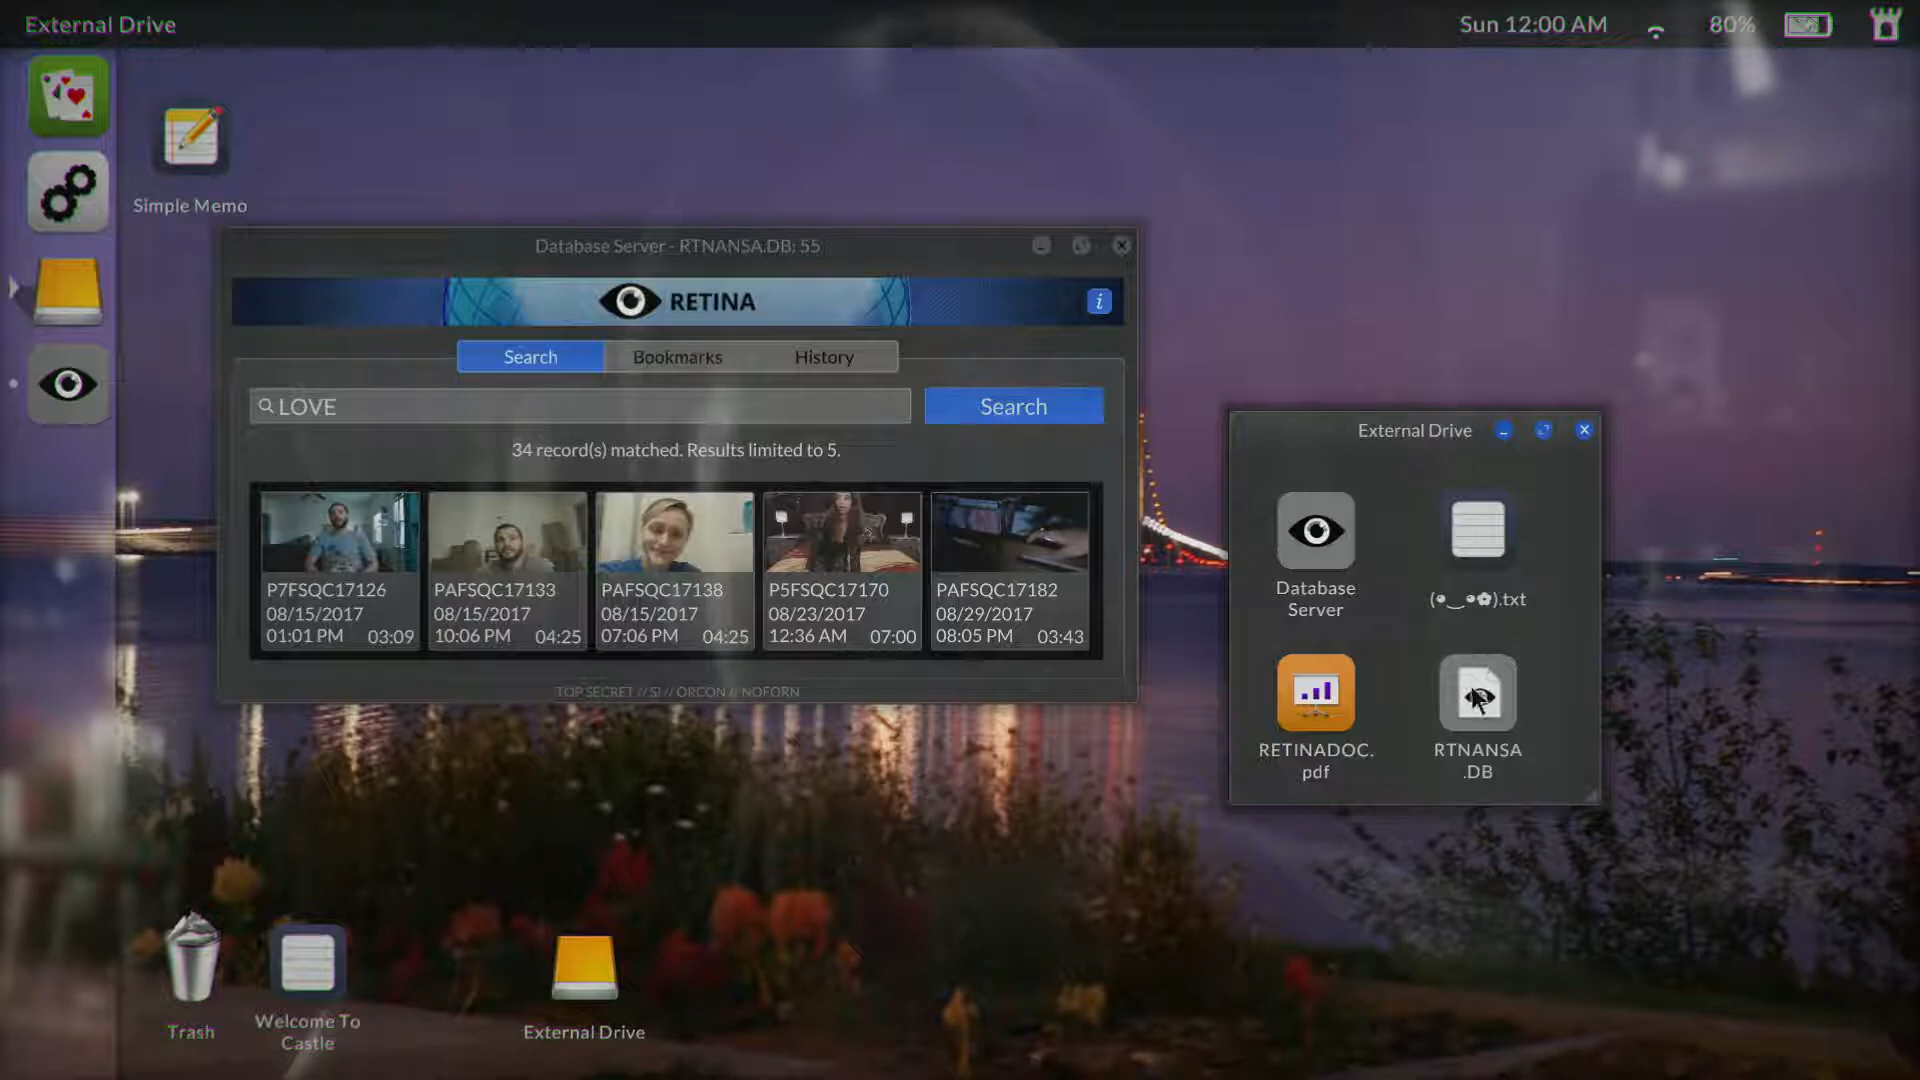 External Drive
Sun 12:00 AM
80%
Simple Memo
Database Server - RTNANSA.DB: 55
RETINA
i
Search
Bookmarks
History
LOVE
Search
34 record(s) matched. Results limited to 5.
P7FSQC17126
08/15/2017
01:01 PM 03:09
PAFSQC17133
08/15/2017
10:06 PM 04:25
PAFSQC17138
08/15/2017
07:06 PM 04:25
P5FSQC17170
08/23/2017
12:36 AM 07:00
PAFSQC17182
08/29/2017
08:05 PM 03:43
TOP SECRET // SI // ORCON // NOFORN
External Drive
Database
Server
(•‿•✿).txt
RETINADOC.
pdf
RTNANSA
.DB
Trash
Welcome To
Castle
External Drive